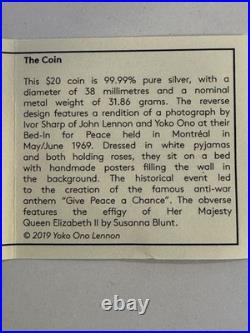 The Coin
This $20 coin is 99.99% pure silver, with a
diameter of 38 millimetres and a nominal
metal weight of 31.86 grams. The reverse
design features a rendition of a photograph by
Ivor Sharp of John Lennon and Yoko Ono at their
Bed-In for Peace held in Montréal in
May/June 1969. Dressed in white pyjamas
and both holding roses, they sit on a bed
with handmade posters filling the wall in
the background. The historical event led
to the creation of the famous anti-war
anthem "Give Peace a Chance". The obverse
features the effigy of Her Majesty
Queen Elizabeth II by Susanna Blunt.
© 2019 Yoko Ono Lennon